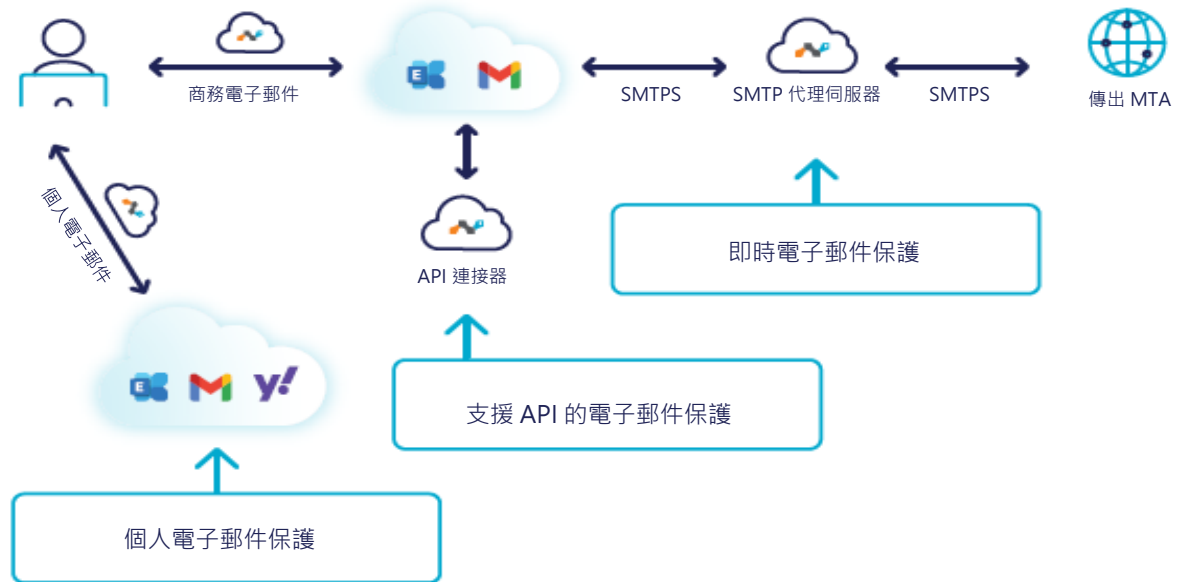 商務電子郵件
SMTPS
SMTP 代理伺服器
SMTPS
傳出 MTA
個人電子郵件
API 連接器
即時電子郵件保護
支援 API 的電子郵件保護
個人電子郵件保護